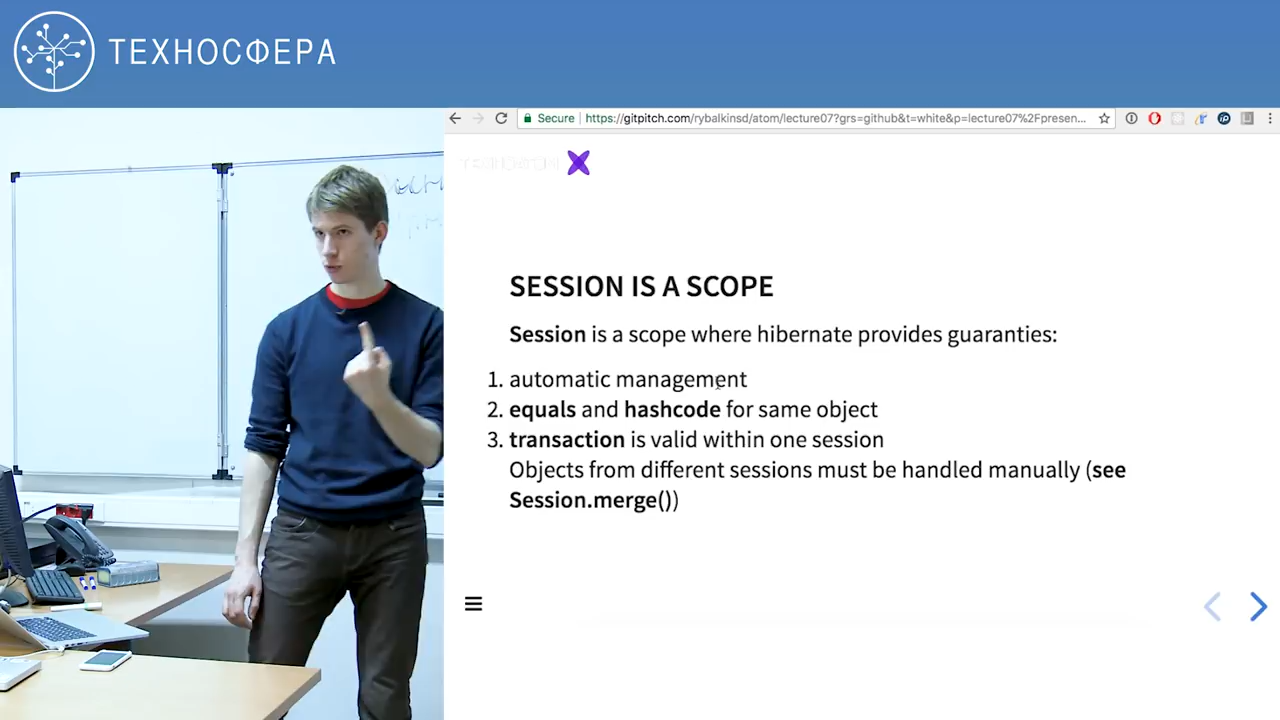 ТЕХНОСФЕРА
Secure https://gitpitch.com/rybalkinsd/atom/lecture07?grs=github&t=white&p=lecture07%2Fpresen...
SESSION IS A SCOPE
Session is a scope where hibernate provides guaranties:
1. automatic management
2. equals and hashcode for same object
3. transaction is valid within one session
Objects from different sessions must be handled manually (see
Session.merge())